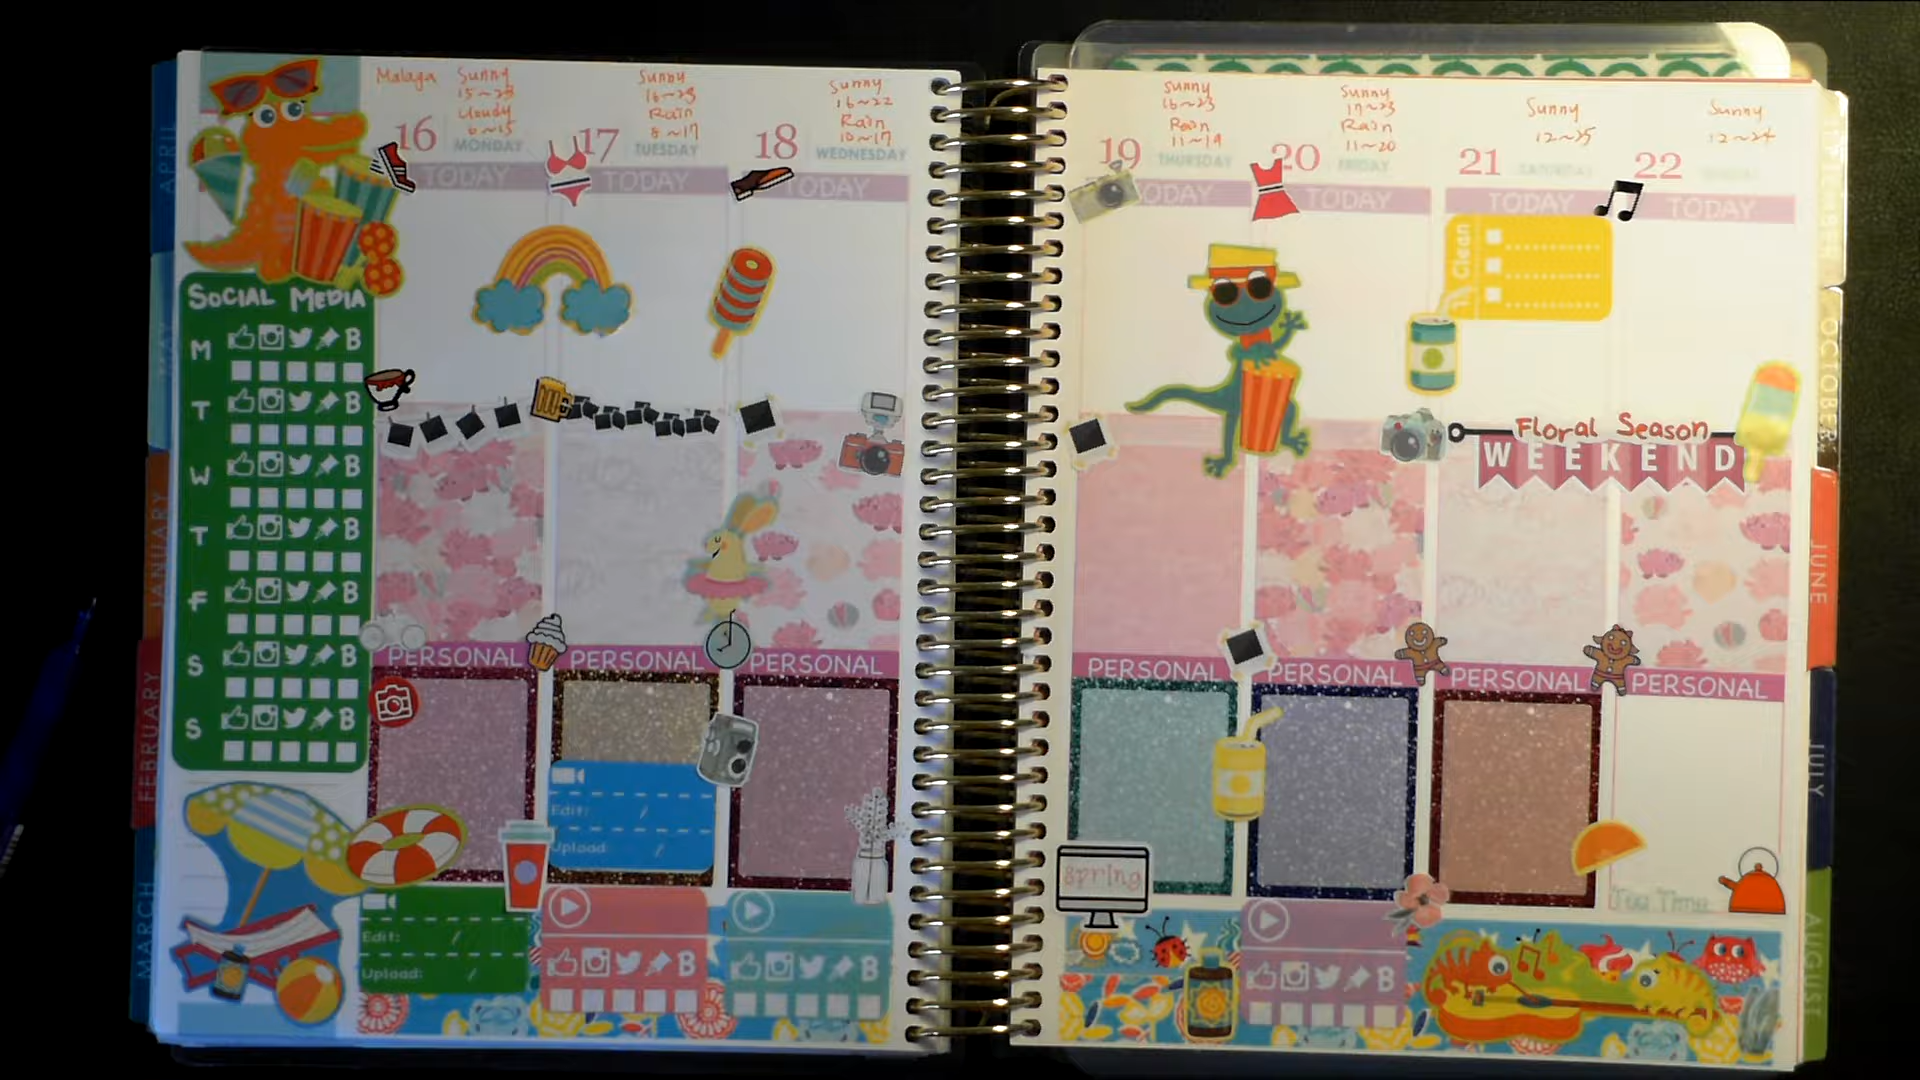 Malaga
Sunny
15~23
Cloudy
6~15
16
MONDAY
TODAY
Sunny
16~23
Rain
8~17
17
TUESDAY
TODAY
Sunny
16~22
Rain
10~17
18
WEDNESDAY
TODAY
Sunny
16~23
Rain
11~19
19
THURSDAY
TODAY
Sunny
17~23
Rain
11~20
20
FRIDAY
TODAY
Sunny
12~25
21
SATURDAY
TODAY
Sunny
12~24
22
TODAY
SOCIAL MEDIA
M
B
T
B
W
B
T
B
F
B
S
B
S
B
Clean
Floral Season
WEEKEND
PERSONAL
PERSONAL
PERSONAL
PERSONAL
PERSONAL
PERSONAL
PERSONAL
Edit: /
Upload: /
Edit: /
Upload: /
B
B
spring
B
Tea Time
APRIL
MAY
JANUARY
FEBRUARY
MARCH
OCTOBER
JUNE
JULY
AUGUST